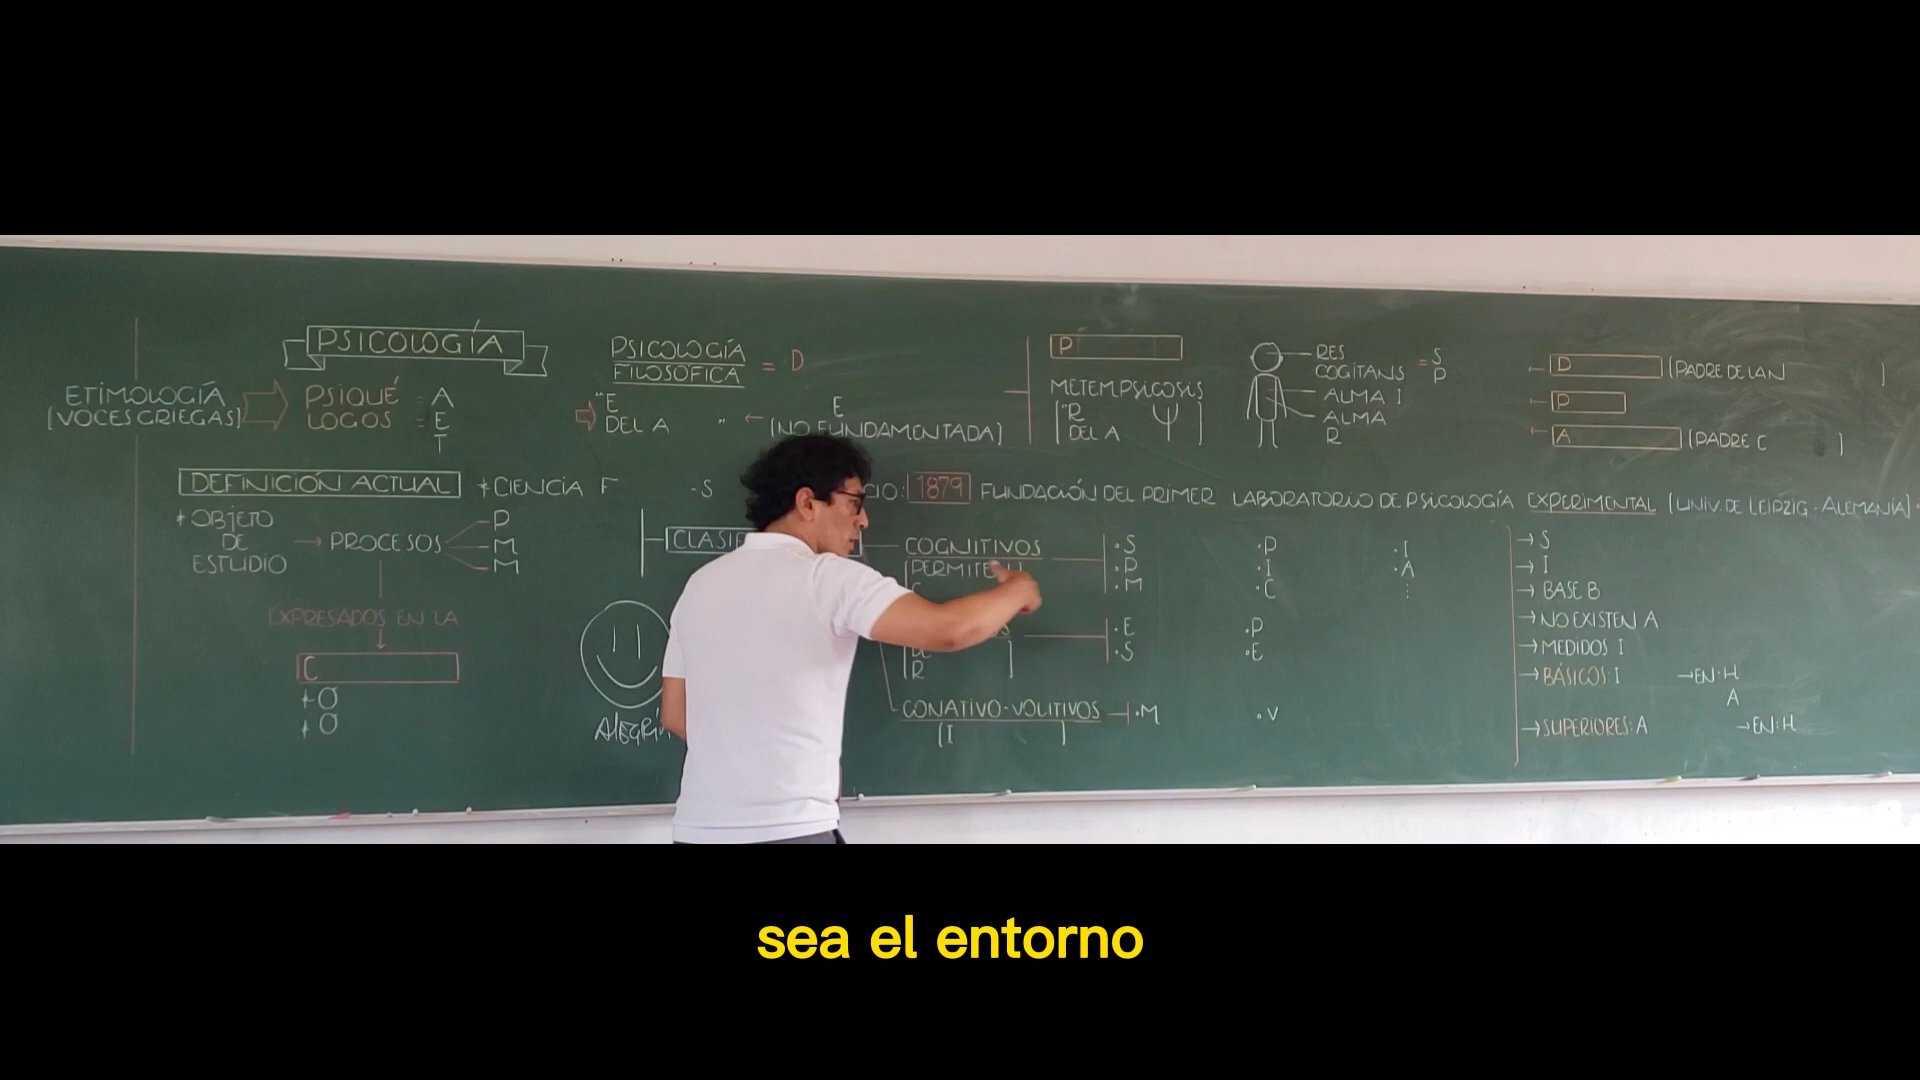 PSICOLOGÍA
ETIMOLOGÍA
(VOCES GRIEGAS)
PSIQUÉ = A
LOGOS = E
T
PSICOLOGÍA
FILOSÓFICA = D
"E
DEL A " ← E
(NO FUNDAMENTADA)
P
METEMPSICOSIS
("R
DEL A Ψ )
RES
COGITANS = S
P
ALMA I
ALMA
R
D (PADRE DE LA N )
P
A (PADRE C )
DEFINICIÓN ACTUAL
* CIENCIA F
- S
CIO: 1879 FUNDACIÓN DEL PRIMER LABORATORIO DE PSICOLOGÍA EXPERIMENTAL (UNIV. DE LEIPZIG - ALEMANIA)
* OBJETO
DE
ESTUDIO
→ PROCESOS
P
M
M
EXPRESADOS EN LA
C
+ O
+ O
ALEGRÍ
CLASIF
COGNITIVOS
(PERMITEN
· S · P · I
· P · I · A
· M · C ⋮
S
· E · P
· S · E
R
CONATIVO-VOLITIVOS · M · V
(I )
→ S
→ I
→ BASE B
→ NO EXISTEN A
→ MEDIDOS I
→ BÁSICOS: I → EN: H
A
→ SUPERIORES: A → EN: H
sea el entorno